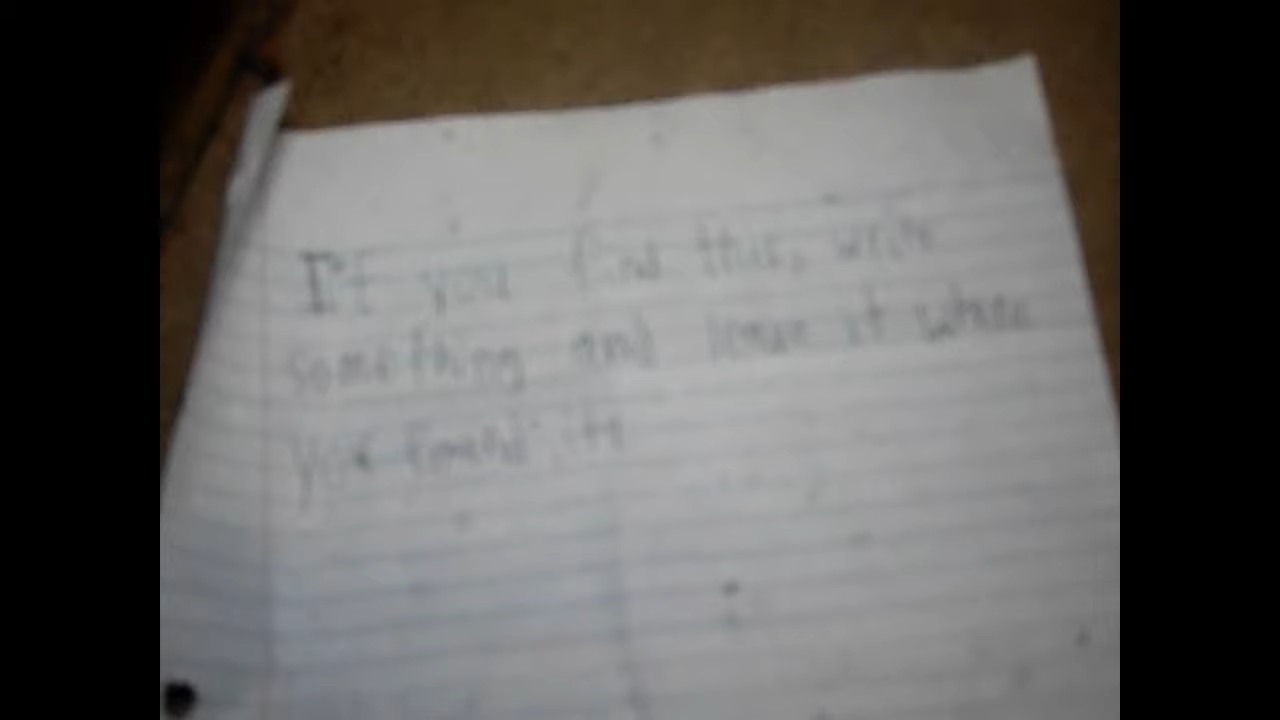 If you find this, write
something and leave it where
you found it